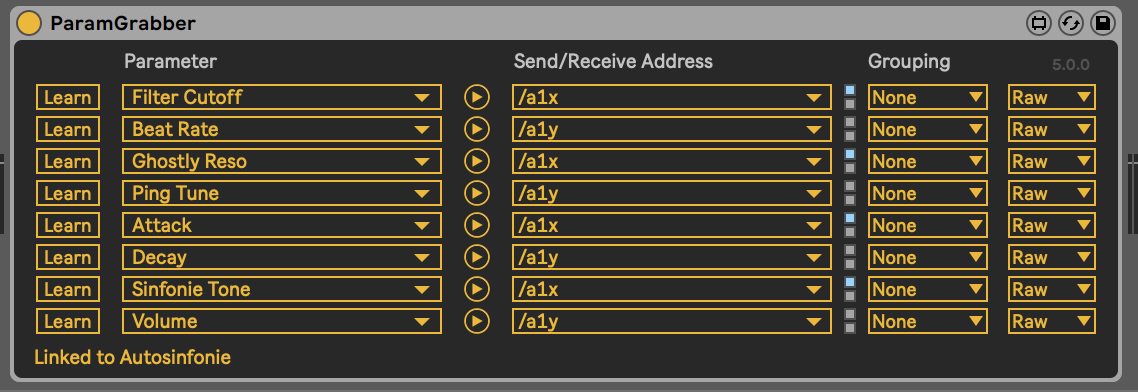 ParamGrabber
Parameter Send/Receive Address Grouping 5.0.0
Learn Filter Cutoff /a1x None Raw
Learn Beat Rate /a1y None Raw
Learn Ghostly Reso /a1x None Raw
Learn Ping Tune /a1y None Raw
Learn Attack /a1x None Raw
Learn Decay /a1y None Raw
Learn Sinfonie Tone /a1x None Raw
Learn Volume /a1y None Raw
Linked to Autosinfonie